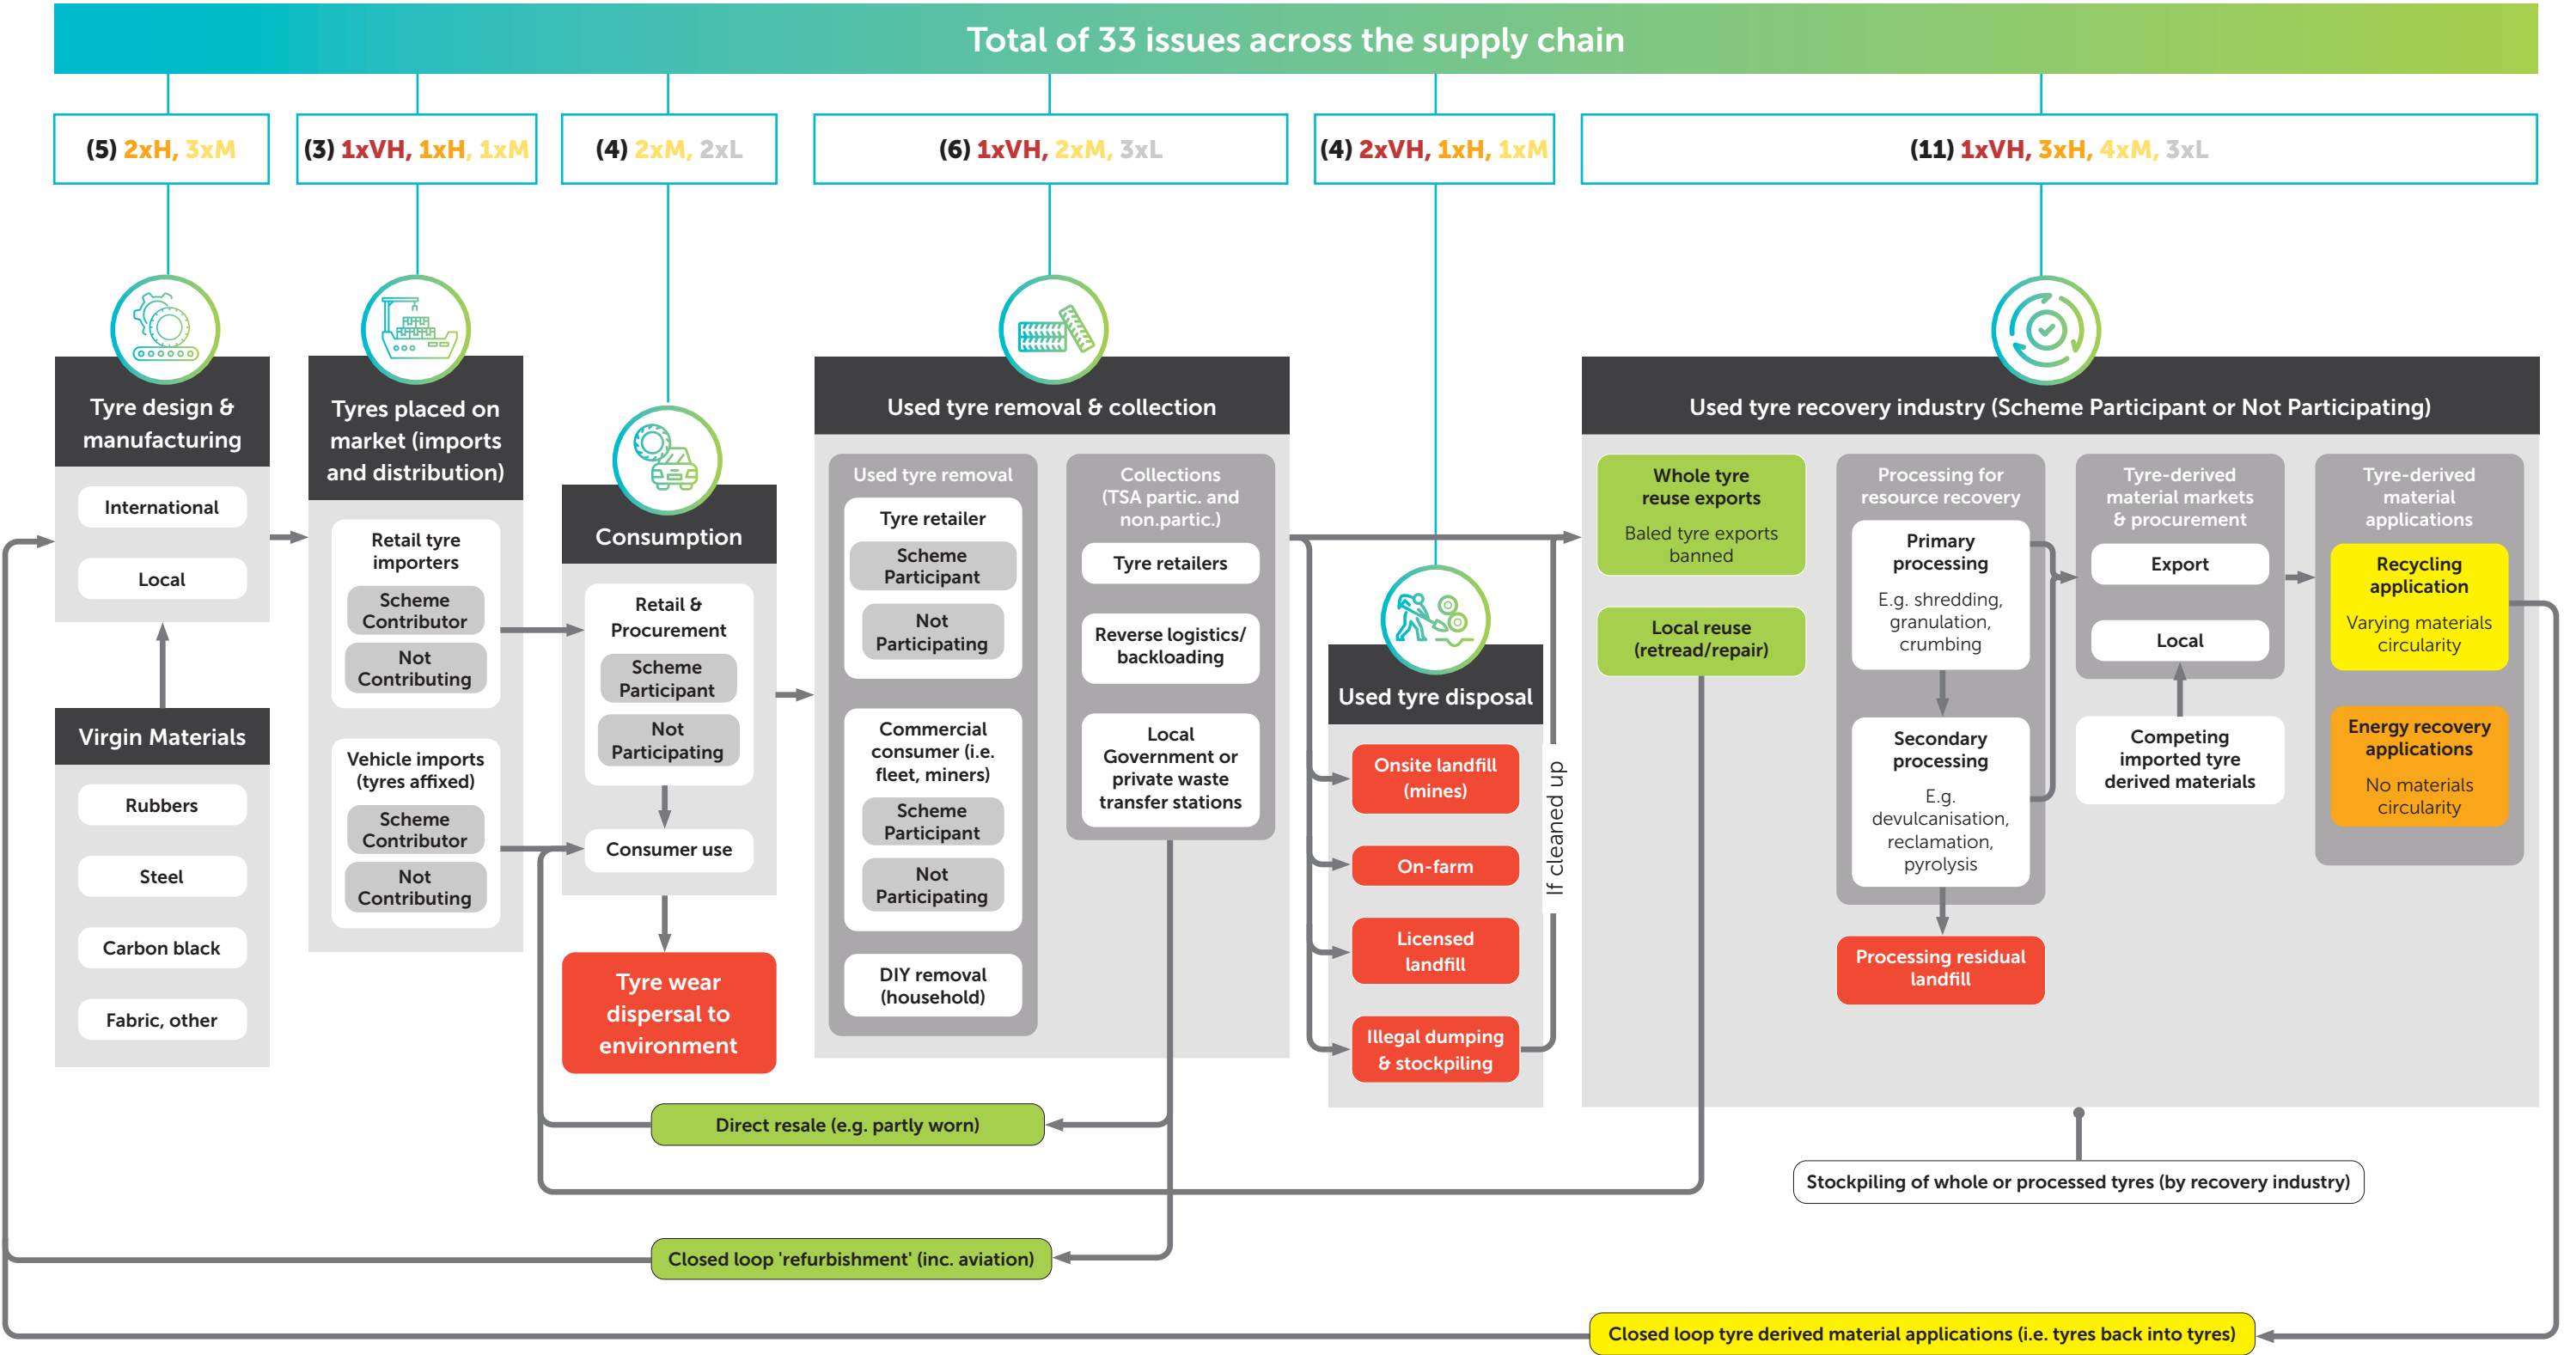 Total of 33 issues across the supply chain
(5) 2xH, 3xM
(3) 1xVH, 1xH, 1xM
(4) 2xM, 2xL
(6) 1xVH, 2xM, 3xL
(4) 2xVH, 1xH, 1xM
(11) 1xVH, 3xH, 4xM, 3xL
Tyre design &
manufacturing
International
Local
Virgin Materials
Rubbers
Steel
Carbon black
Fabric, other
Tyres placed on
market (imports
and distribution)
Retail tyre
importers
Scheme
Contributor
Not
Contributing
Vehicle imports
(tyres affixed)
Scheme
Contributor
Not
Contributing
Consumption
Retail &
Procurement
Scheme
Participant
Not
Participating
Consumer use
Tyre wear
dispersal to
environment
Used tyre removal & collection
Used tyre removal
Tyre retailer
Scheme
Participant
Not
Participating
Commercial
consumer (i.e.
fleet, miners)
Scheme
Participant
Not
Participating
DIY removal
(household)
Collections
(TSA partic. and
non.partic.)
Tyre retailers
Reverse logistics/
backloading
Local
Government or
private waste
transfer stations
Used tyre disposal
Onsite landfill
(mines)
On-farm
Licensed
landfill
Illegal dumping
& stockpiling
If cleaned up
Used tyre recovery industry (Scheme Participant or Not Participating)
Whole tyre
reuse exports
Baled tyre exports
banned
Local reuse
(retread/repair)
Processing for
resource recovery
Primary
processing
E.g. shredding,
granulation,
crumbing
Secondary
processing
E.g.
devulcanisation,
reclamation,
pyrolysis
Processing residual
landfill
Tyre-derived
material markets
& procurement
Export
Local
Competing
imported tyre
derived materials
Tyre-derived
material
applications
Recycling
application
Varying materials
circularity
Energy recovery
applications
No materials
circularity
Direct resale (e.g. partly worn)
Stockpiling of whole or processed tyres (by recovery industry)
Closed loop 'refurbishment' (inc. aviation)
Closed loop tyre derived material applications (i.e. tyres back into tyres)